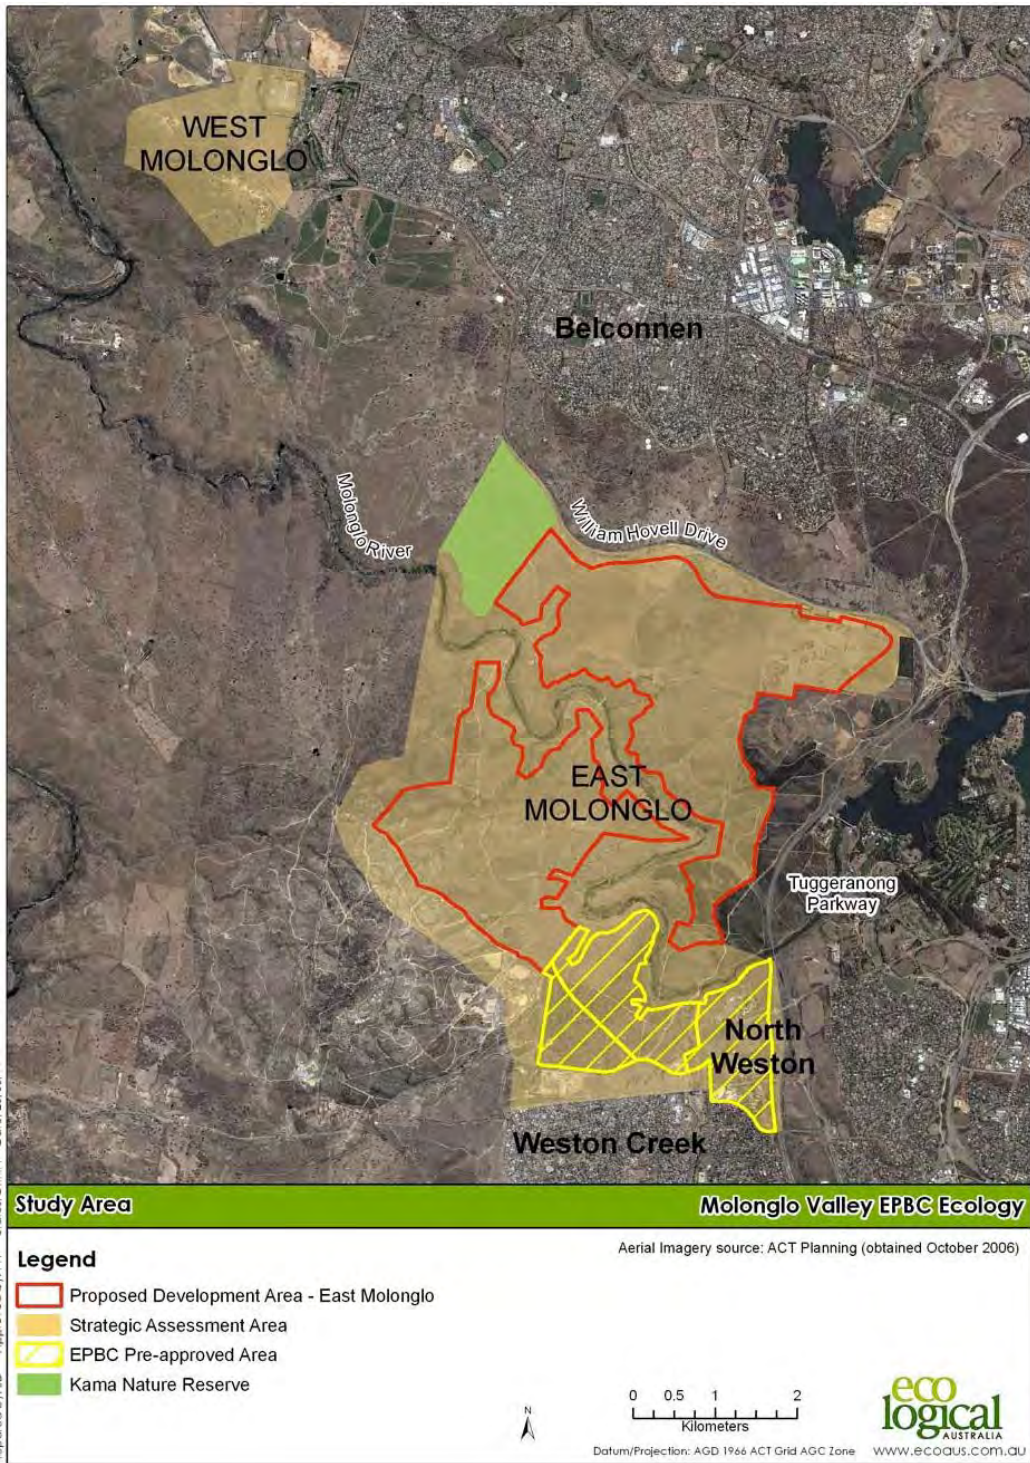 WEST
MOLONGLO
Belconnen
Molonglo River
William Hovell Drive
EAST
MOLONGLO
Tuggeranong
Parkway
North
Weston
Weston Creek
Study Area
Molonglo Valley EPBC Ecology
Legend
Aerial Imagery source: ACT Planning (obtained October 2006)
Proposed Development Area - East Molonglo
Strategic Assessment Area
EPBC Pre-approved Area
Kama Nature Reserve
N
0 0.5 1 2
Kilometers
Datum/Projection: AGD 1966 ACT Grid AGC Zone
eco
logical
AUSTRALIA
www.ecoaus.com.au